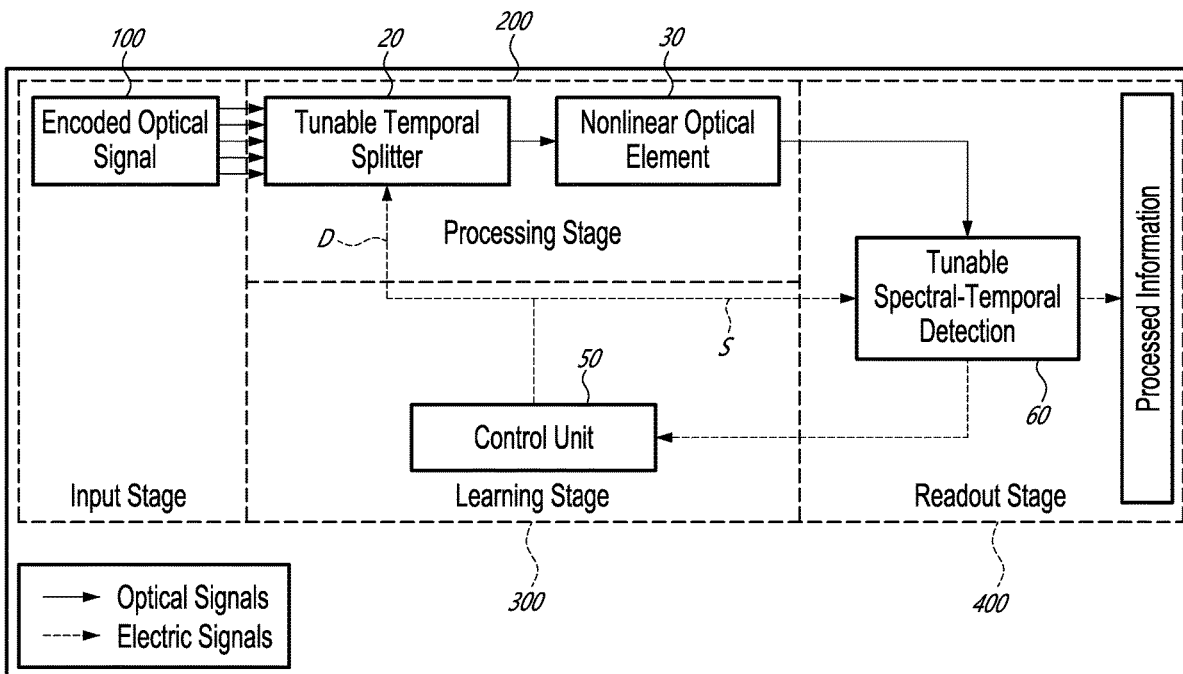 100
20
200
30
Encoded Optical
Signal
Tunable Temporal
Splitter
Nonlinear Optical
Element
D
Processing Stage
Tunable
Spectral-Temporal
Detection
Processed Information
S
50
60
Control Unit
Input Stage
Learning Stage
Readout Stage
300
400
Optical Signals
Electric Signals